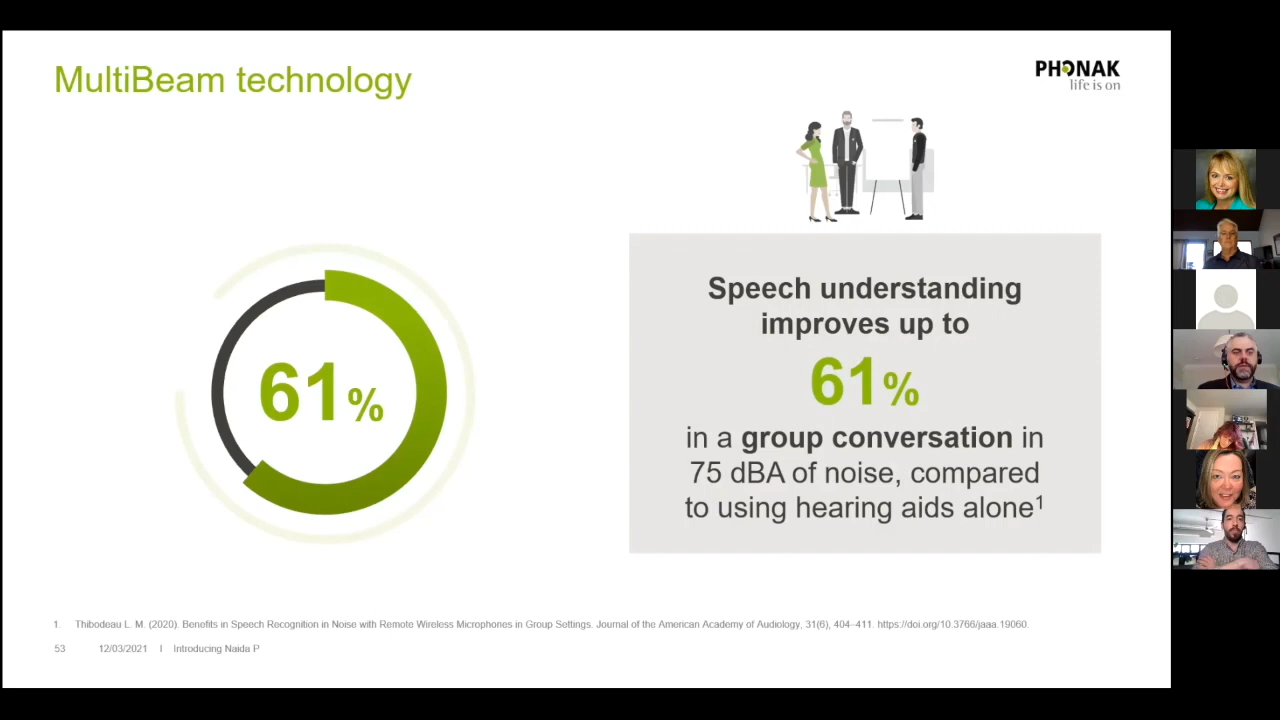 MultiBeam technology
PHONAK
life is on
61%
Speech understanding
improves up to
61%
in a group conversation in
75 dBA of noise, compared
to using hearing aids alone1
1. Thibodeau L. M. (2020). Benefits in Speech Recognition in Noise with Remote Wireless Microphones in Group Settings. Journal of the American Academy of Audiology, 31(6), 404–411. https://doi.org/10.3766/jaaa.19060.
53 12/03/2021 I Introducing Naida P